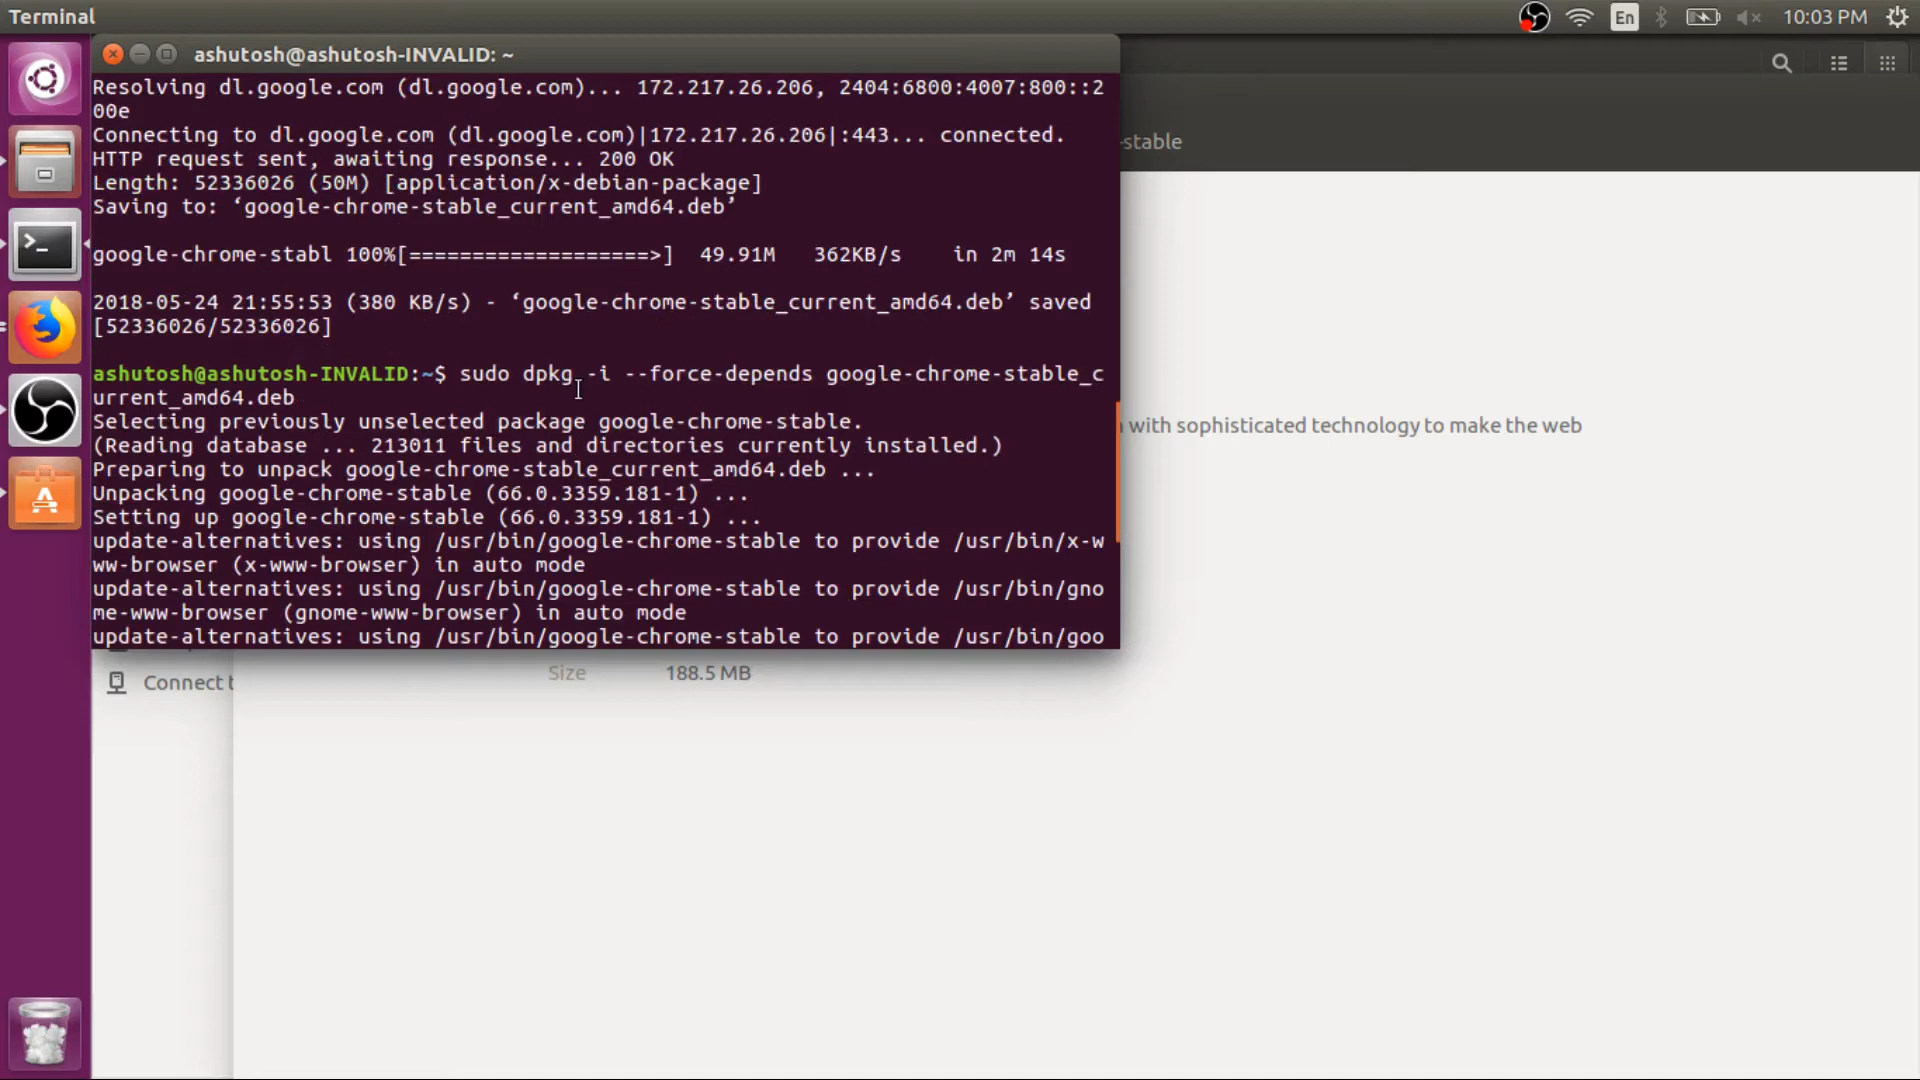 Terminal
En
10:03 PM
ashutosh@ashutosh-INVALID: ~
Resolving dl.google.com (dl.google.com)... 172.217.26.206, 2404:6800:4007:800::2
00e
Connecting to dl.google.com (dl.google.com)|172.217.26.206|:443... connected.
HTTP request sent, awaiting response... 200 OK
Length: 52336026 (50M) [application/x-debian-package]
Saving to: ‘google-chrome-stable_current_amd64.deb’
google-chrome-stabl 100%[===================>] 49.91M 362KB/s in 2m 14s
2018-05-24 21:55:53 (380 KB/s) - ‘google-chrome-stable_current_amd64.deb’ saved
[52336026/52336026]
ashutosh@ashutosh-INVALID:~$ sudo dpkg -i --force-depends google-chrome-stable_c
urrent_amd64.deb
Selecting previously unselected package google-chrome-stable.
(Reading database ... 213011 files and directories currently installed.)
Preparing to unpack google-chrome-stable_current_amd64.deb ...
Unpacking google-chrome-stable (66.0.3359.181-1) ...
Setting up google-chrome-stable (66.0.3359.181-1) ...
update-alternatives: using /usr/bin/google-chrome-stable to provide /usr/bin/x-w
ww-browser (x-www-browser) in auto mode
update-alternatives: using /usr/bin/google-chrome-stable to provide /usr/bin/gno
me-www-browser (gnome-www-browser) in auto mode
update-alternatives: using /usr/bin/google-chrome-stable to provide /usr/bin/goo
-stable
with sophisticated technology to make the web
Size 188.5 MB
Connect t